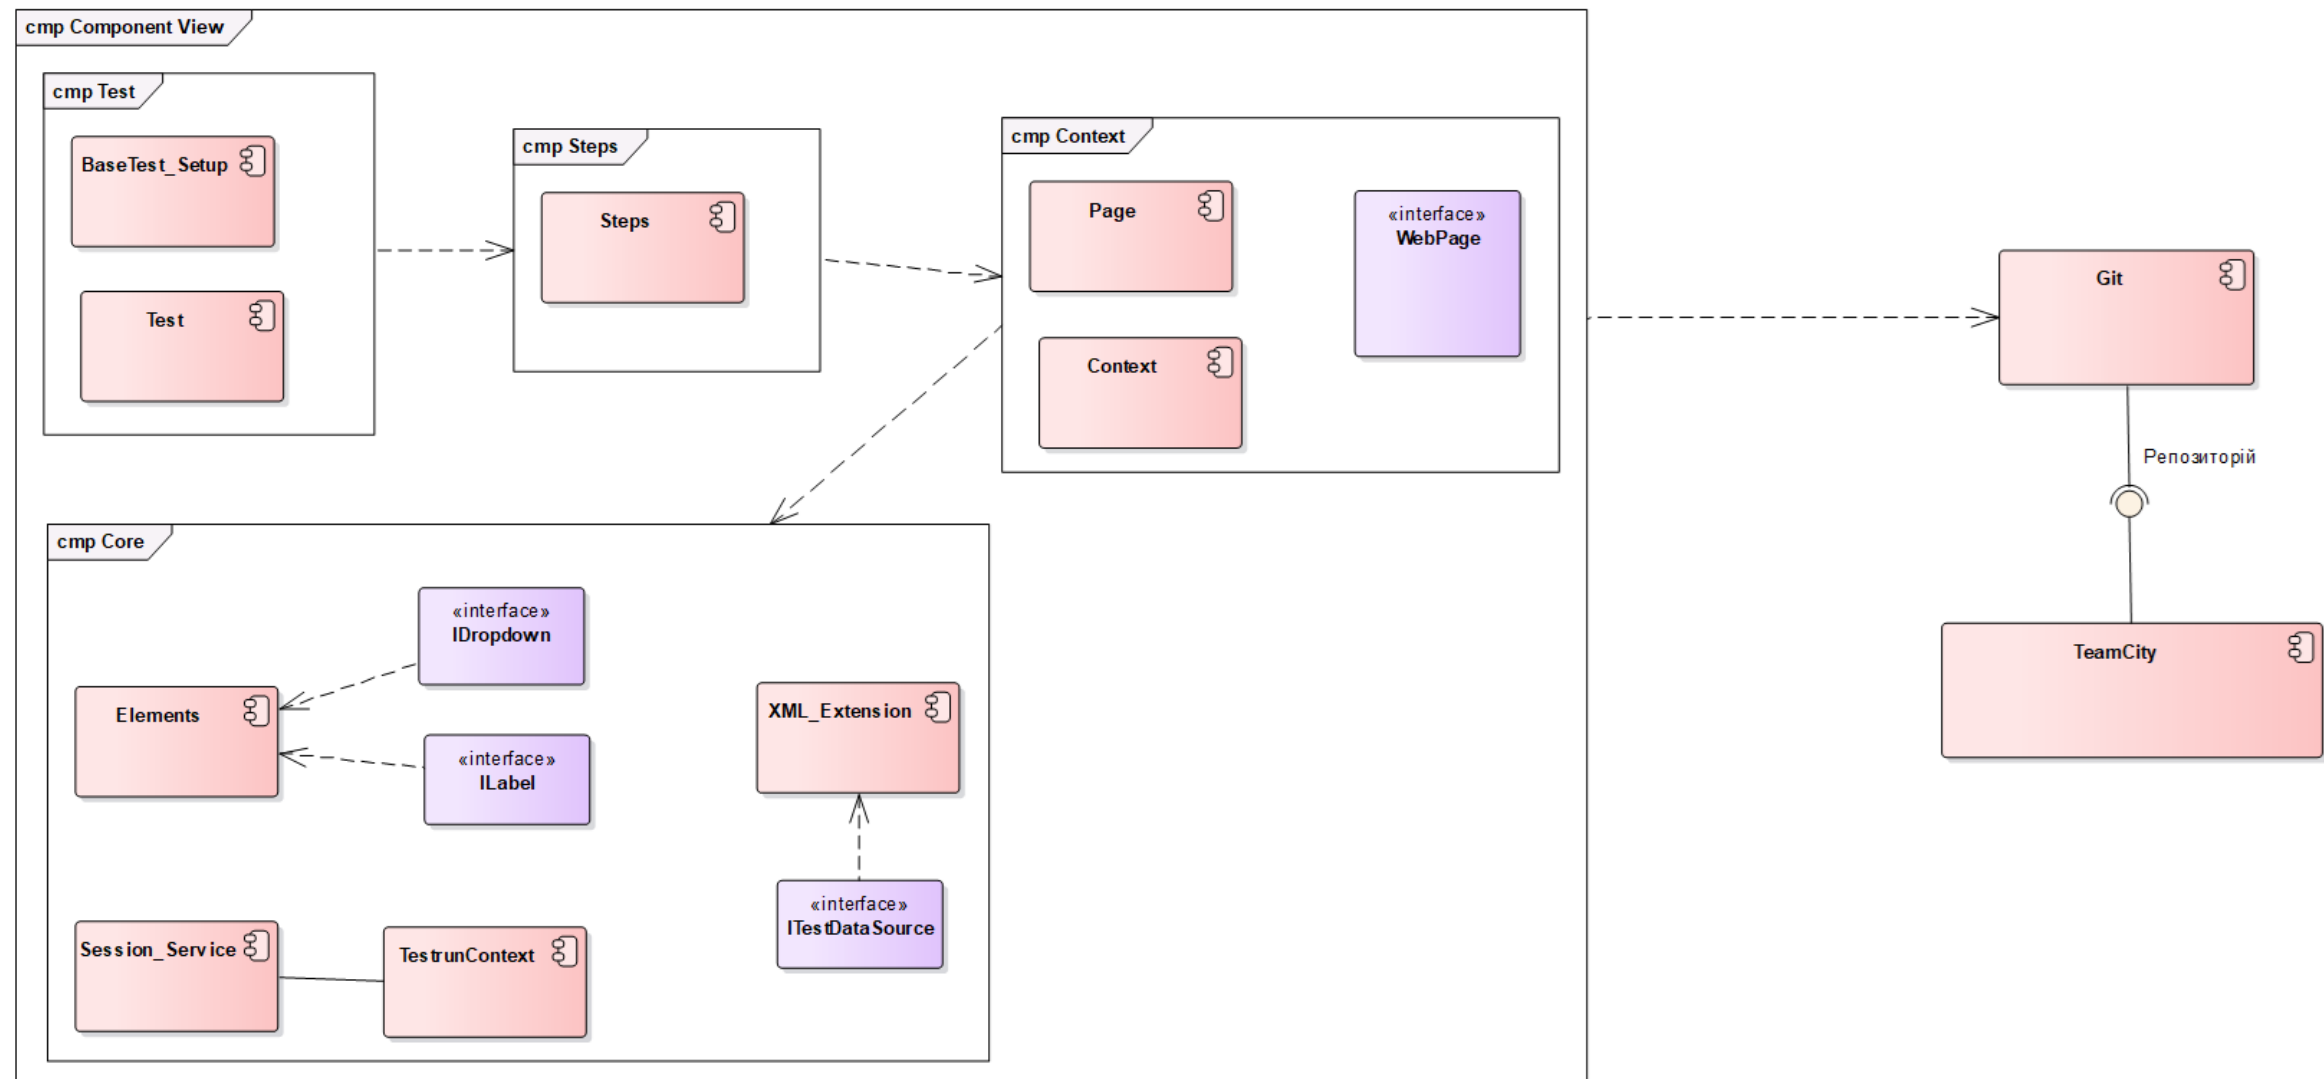 cmp Component View
cmp Test
BaseTest_Setup
Test
cmp Steps
Steps
cmp Context
Page
«interface»
WebPage
Context
Git
Репозиторій
TeamCity
cmp Core
«interface»
IDropdown
Elements
«interface»
ILabel
XML_Extension
«interface»
ITestDataSource
Session_Service
TestrunContext